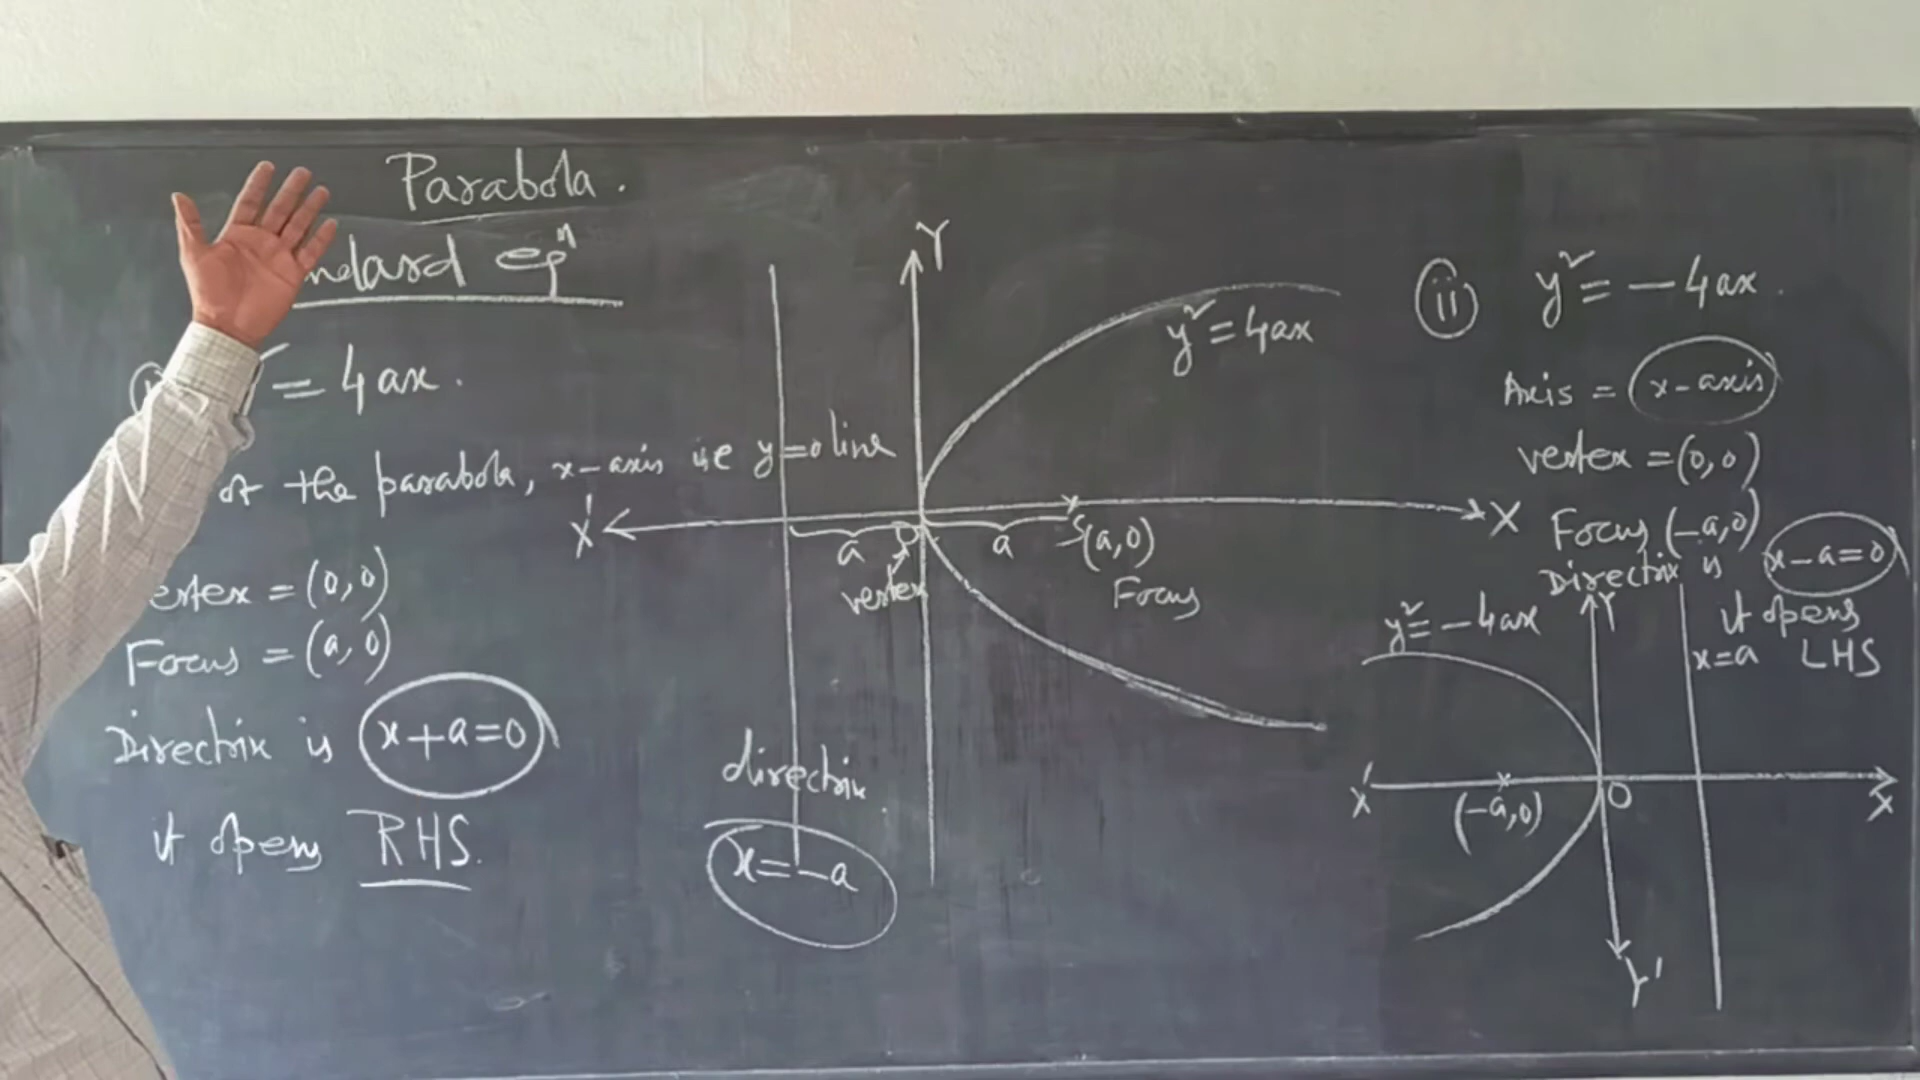 Parabola.
ndard eqⁿ
= 4ax.
of the parabola, x-axis i.e y=0 line
ertex = (0,0)
Focus = (a,0)
Directrix is x+a=0
it opens RHS.
Y
y² = 4ax
X' X
a a S(a,0)
vertex Focus
directrix.
x=-a
(ii) y² = -4ax.
Axis = x-axis
vertex = (0,0)
Focus (-a,0)
Directrix is x-a=0
it opens
LHS
y² = -4ax
Y
x=a
X' (-a,0) O X
Y'